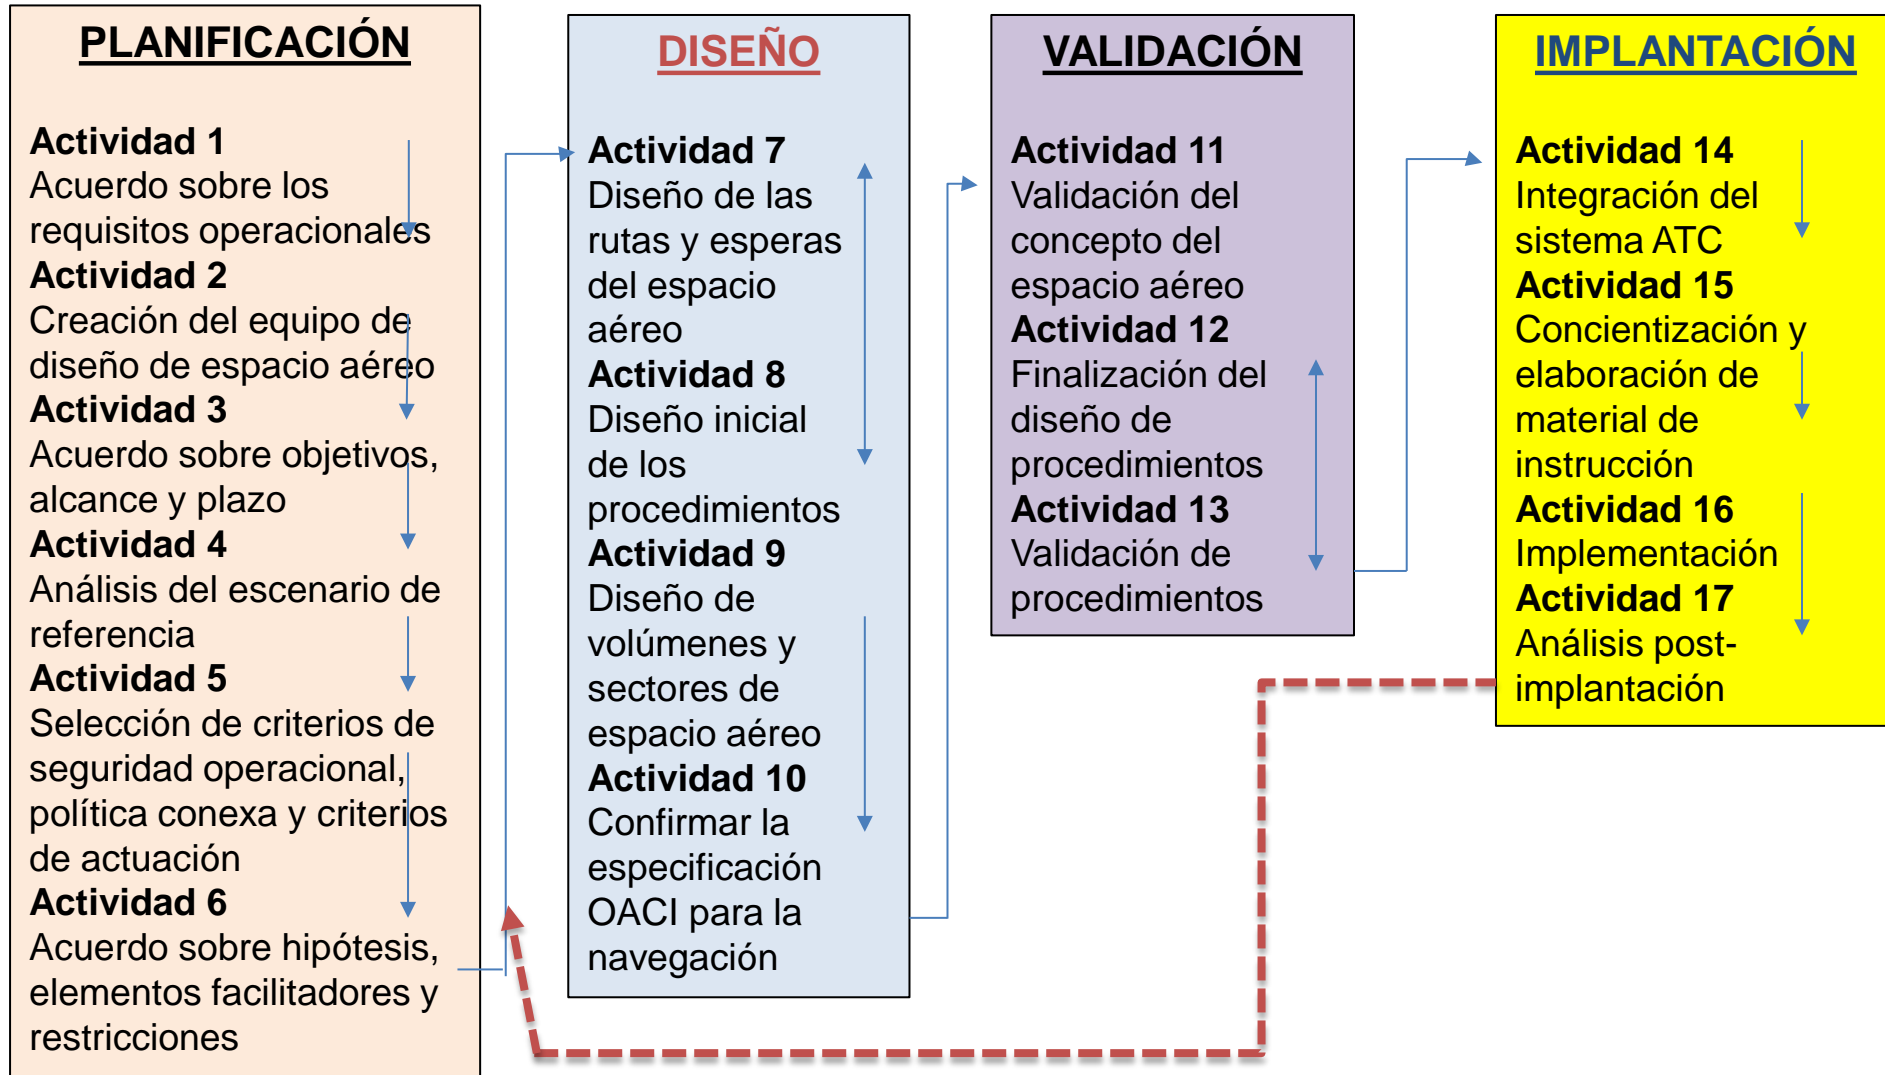 PLANIFICACIÓN
Actividad 1
Acuerdo sobre los
requisitos operacionales
Actividad 2
Creación del equipo de
diseño de espacio aéreo
Actividad 3
Acuerdo sobre objetivos,
alcance y plazo
Actividad 4
Análisis del escenario de
referencia
Actividad 5
Selección de criterios de
seguridad operacional,
política conexa y criterios
de actuación
Actividad 6
Acuerdo sobre hipótesis,
elementos facilitadores y
restricciones
DISEÑO
Actividad 7
Diseño de las
rutas y esperas
del espacio
aéreo
Actividad 8
Diseño inicial
de los
procedimientos
Actividad 9
Diseño de
volúmenes y
sectores de
espacio aéreo
Actividad 10
Confirmar la
especificación
OACI para la
navegación
VALIDACIÓN
Actividad 11
Validación del
concepto del
espacio aéreo
Actividad 12
Finalización del
diseño de
procedimientos
Actividad 13
Validación de
procedimientos
IMPLANTACIÓN
Actividad 14
Integración del
sistema ATC
Actividad 15
Concientización y
elaboración de
material de
instrucción
Actividad 16
Implementación
Actividad 17
Análisis post-
implantación